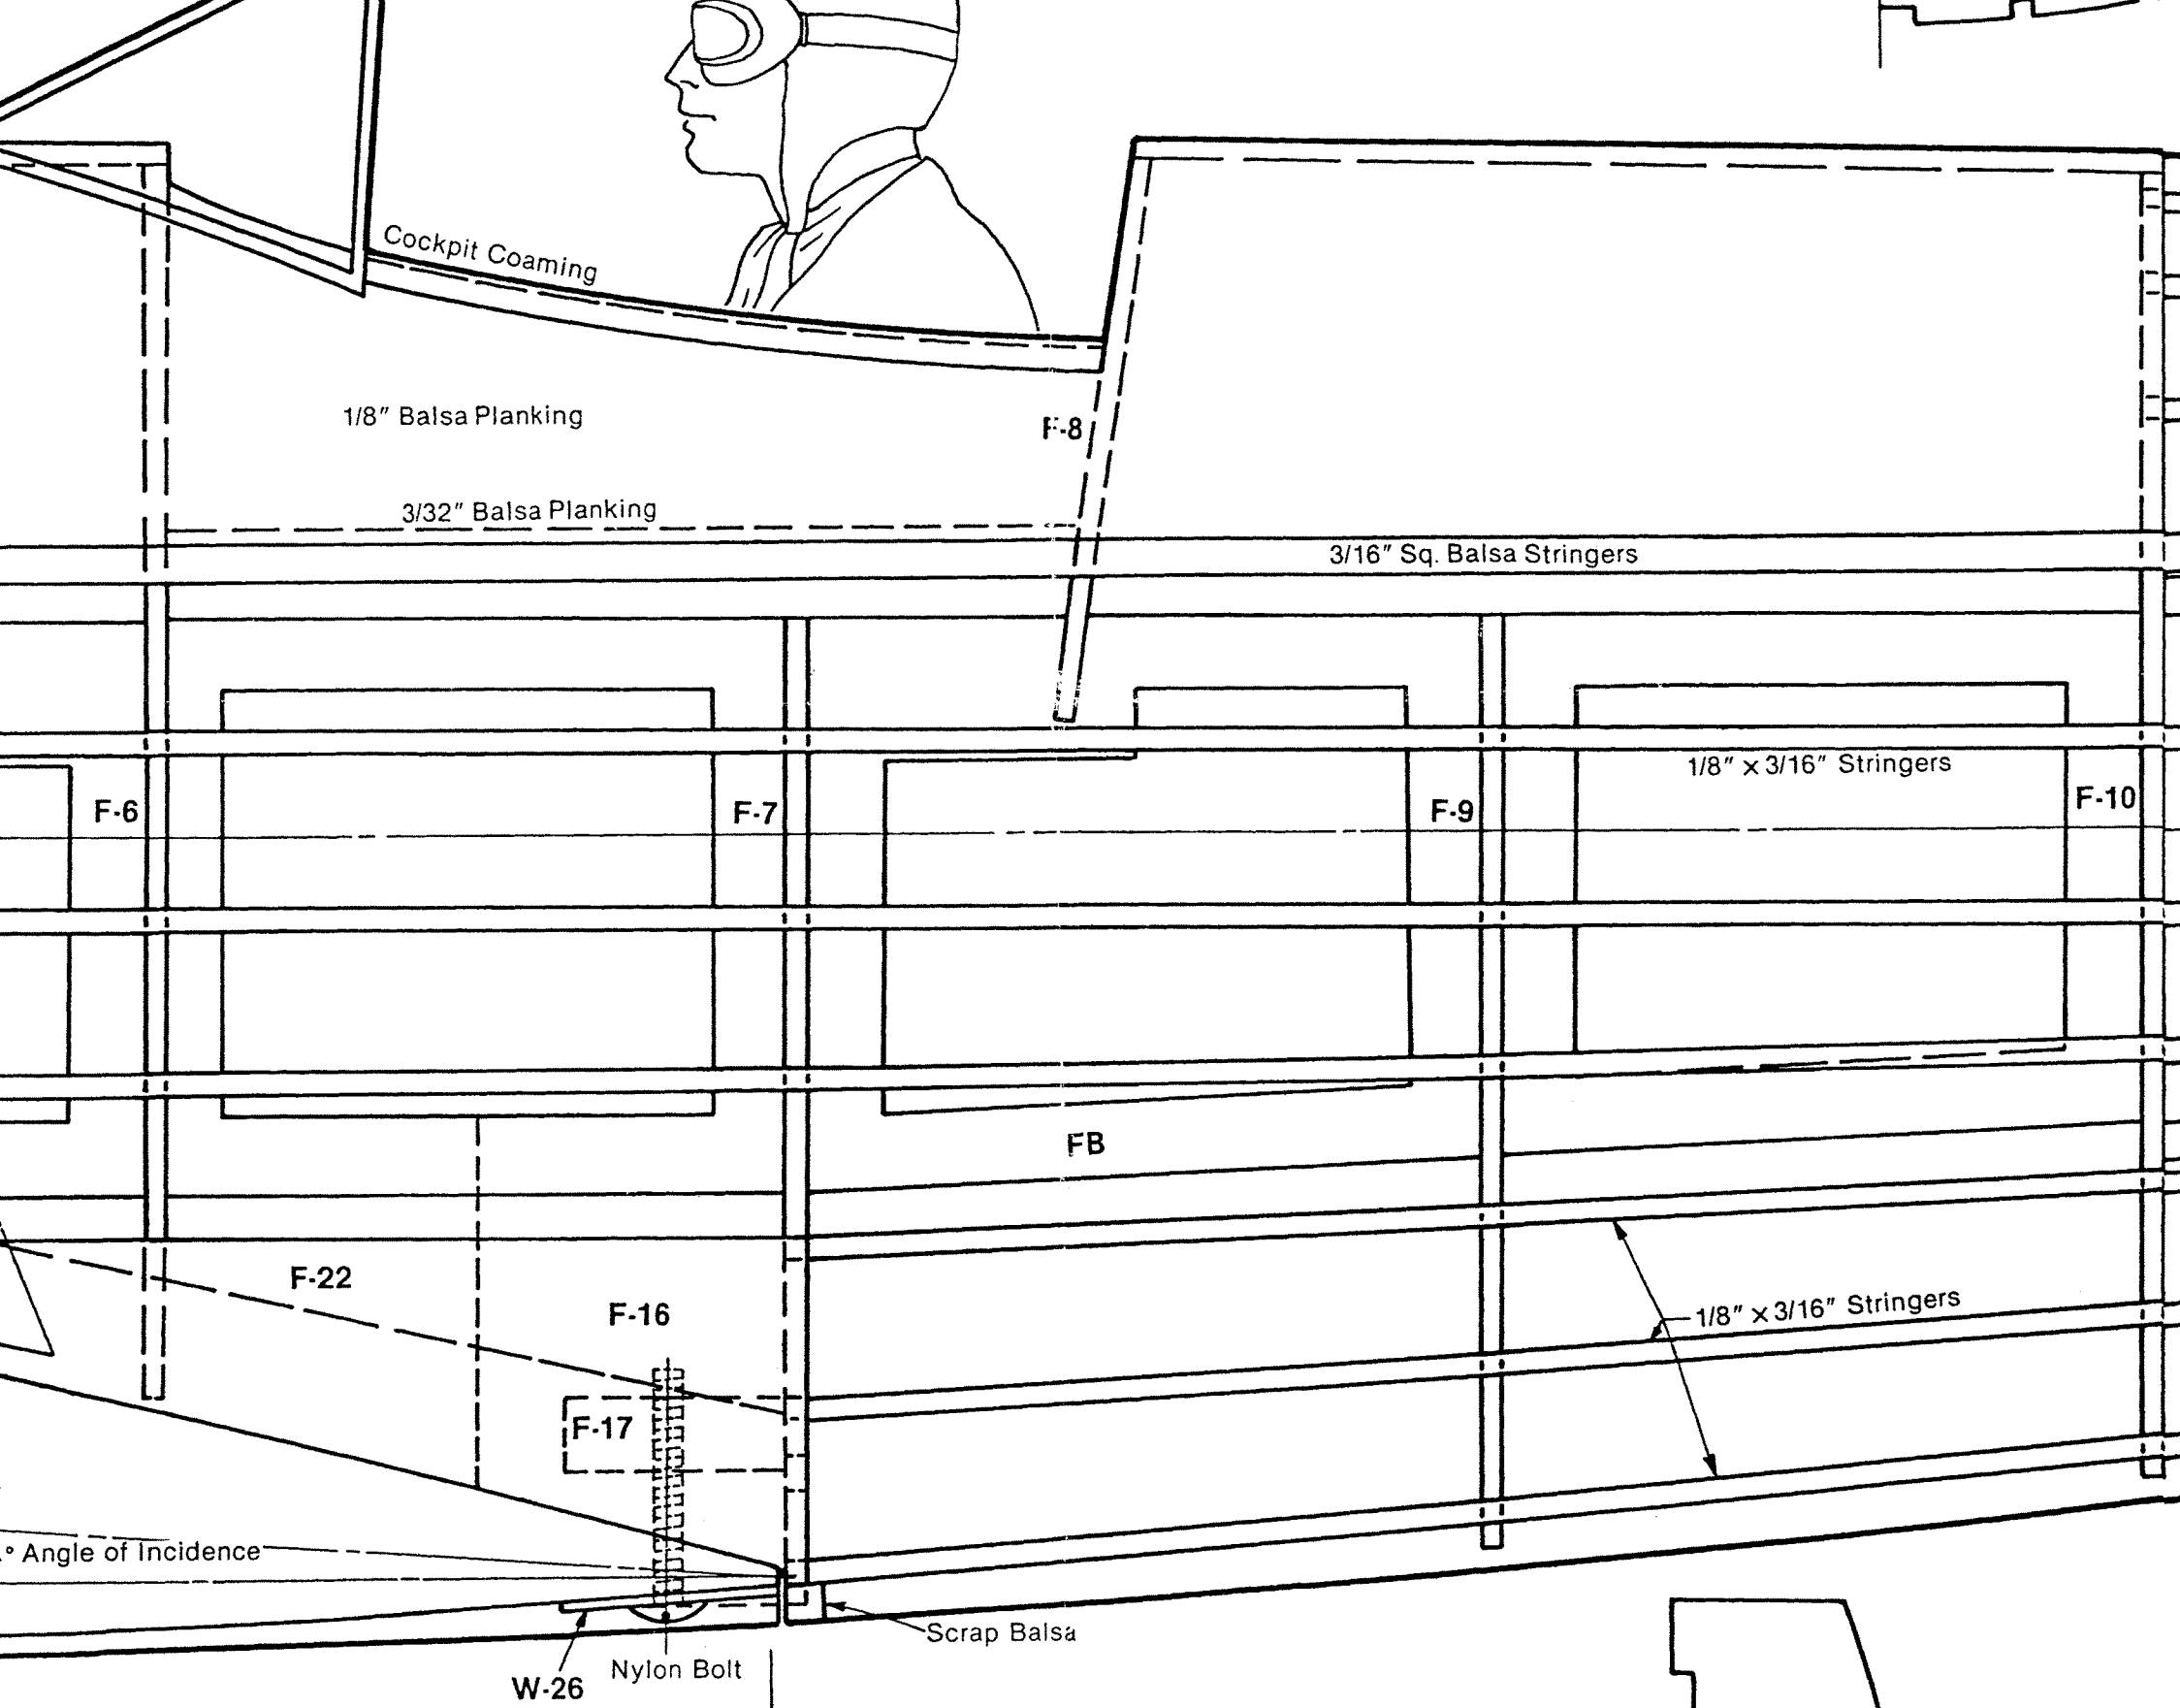 Cockpit Coaming
1/8" Balsa Planking
F-8
3/32" Balsa Planking
3/16" Sq. Balsa Stringers
1/8" x 3/16" Stringers
F-6
F-7
F-9
F-10
FB
F-22
F-16
1/8" x 3/16" Stringers
F-17
° Angle of Incidence
Scrap Balsa
Nylon Bolt
W-26